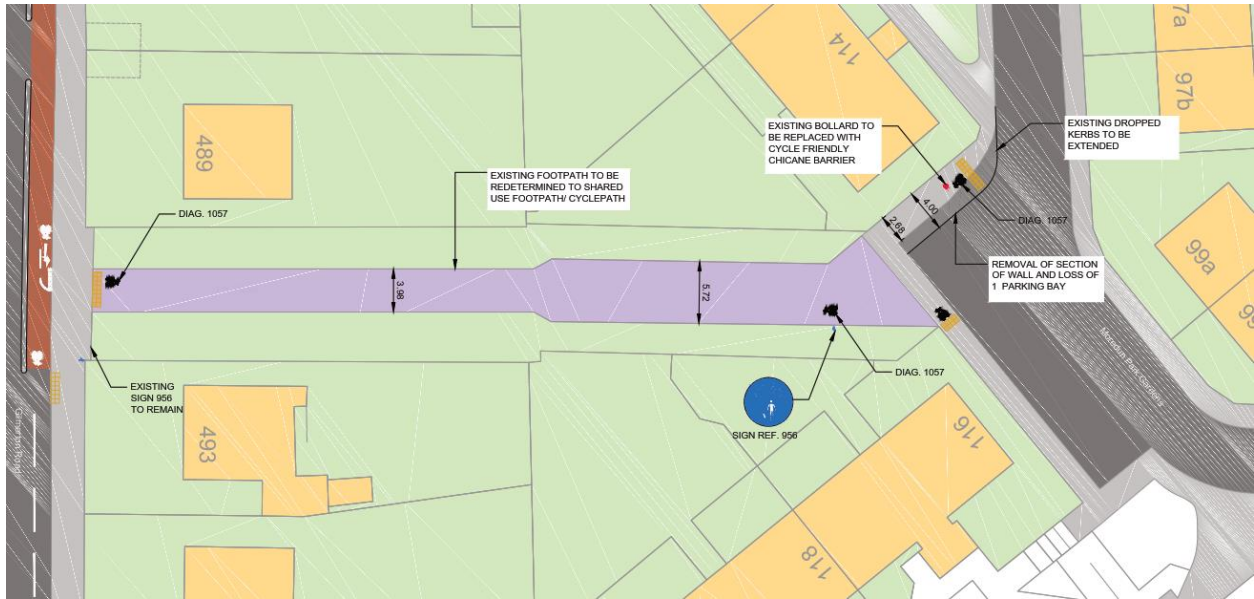 489
EXISTING FOOTPATH TO BE
REDETERMINED TO SHARED
USE FOOTPATH/ CYCLEPATH
DIAG. 1057
3.98
EXISTING
SIGN 956
TO REMAIN
493
114
EXISTING BOLLARD TO
BE REPLACED WITH
CYCLE FRIENDLY
CHICANE BARRIER
EXISTING DROPPED
KERBS TO BE
EXTENDED
97b
4.00
2.68
DIAG. 1057
REMOVAL OF SECTION
OF WALL AND LOSS OF
1 PARKING BAY
99a
5.72
DIAG. 1057
SIGN REF. 956
116
118